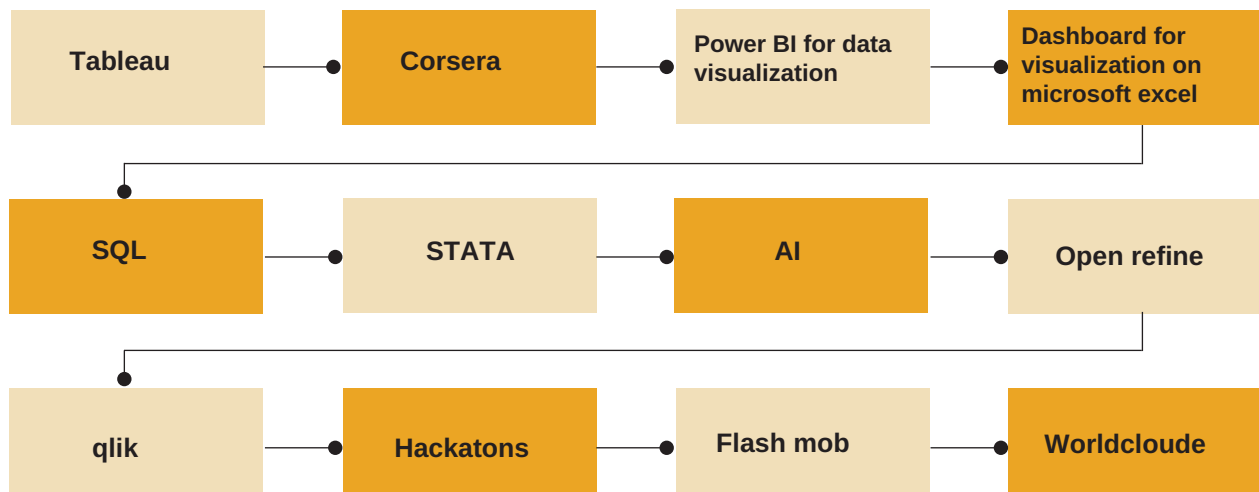 Tableau
Corsera
Power BI for data
visualization
Dashboard for
visualization on
microsoft excel
SQL
STATA
AI
Open refine
qlik
Hackatons
Flash mob
Worldcloude